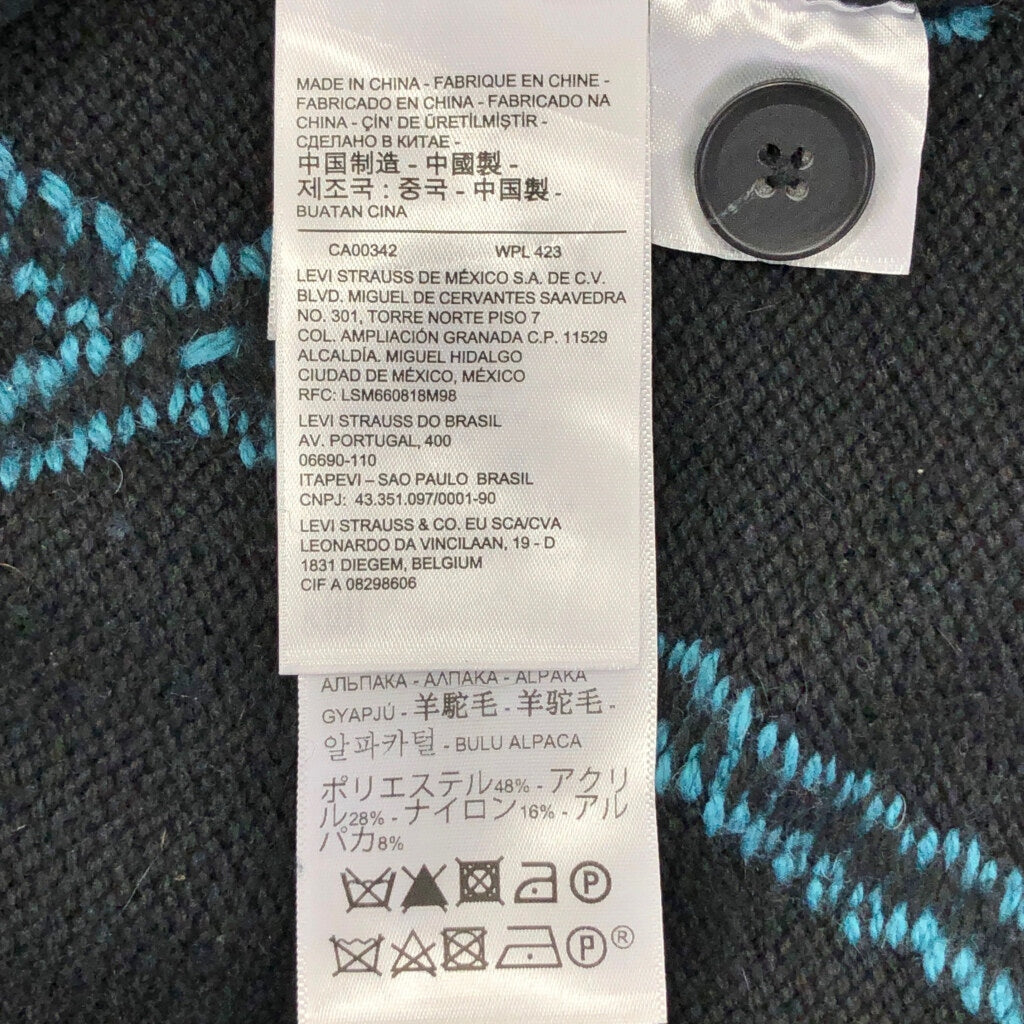 MADE IN CHINA - FABRIQUE EN CHINE -
FABRICADO EN CHINA - FABRICADO NA
CHINA - ÇİN' DE ÜRETİLMİŞTİR -
СДЕЛАНО В КИТАЕ -
中国制造 - 中國製 -
제조국 : 중국 - 中国製 -
BUATAN CINA
CA00342 WPL 423
LEVI STRAUSS DE MÉXICO S.A. DE C.V.
BLVD. MIGUEL DE CERVANTES SAAVEDRA
NO. 301, TORRE NORTE PISO 7
COL. AMPLIACIÓN GRANADA C.P. 11529
ALCALDÍA. MIGUEL HIDALGO
CIUDAD DE MÉXICO, MÉXICO
RFC: LSM660818M98
LEVI STRAUSS DO BRASIL
AV. PORTUGAL, 400
06690-110
ITAPEVI – SAO PAULO BRASIL
CNPJ: 43.351.097/0001-90
LEVI STRAUSS & CO. EU SCA/CVA
LEONARDO DA VINCILAAN, 19 - D
1831 DIEGEM, BELGIUM
CIF A 08298606
АЛЬПАКА - ΑΛΠΑΚΑ - ALPAKA
GYAPJÚ - 羊駝毛 - 羊驼毛 -
알파카털 - BULU ALPACA
ポリエステル48% - アクリ
ル28% - ナイロン16% - アル
パカ8%
P
P ®